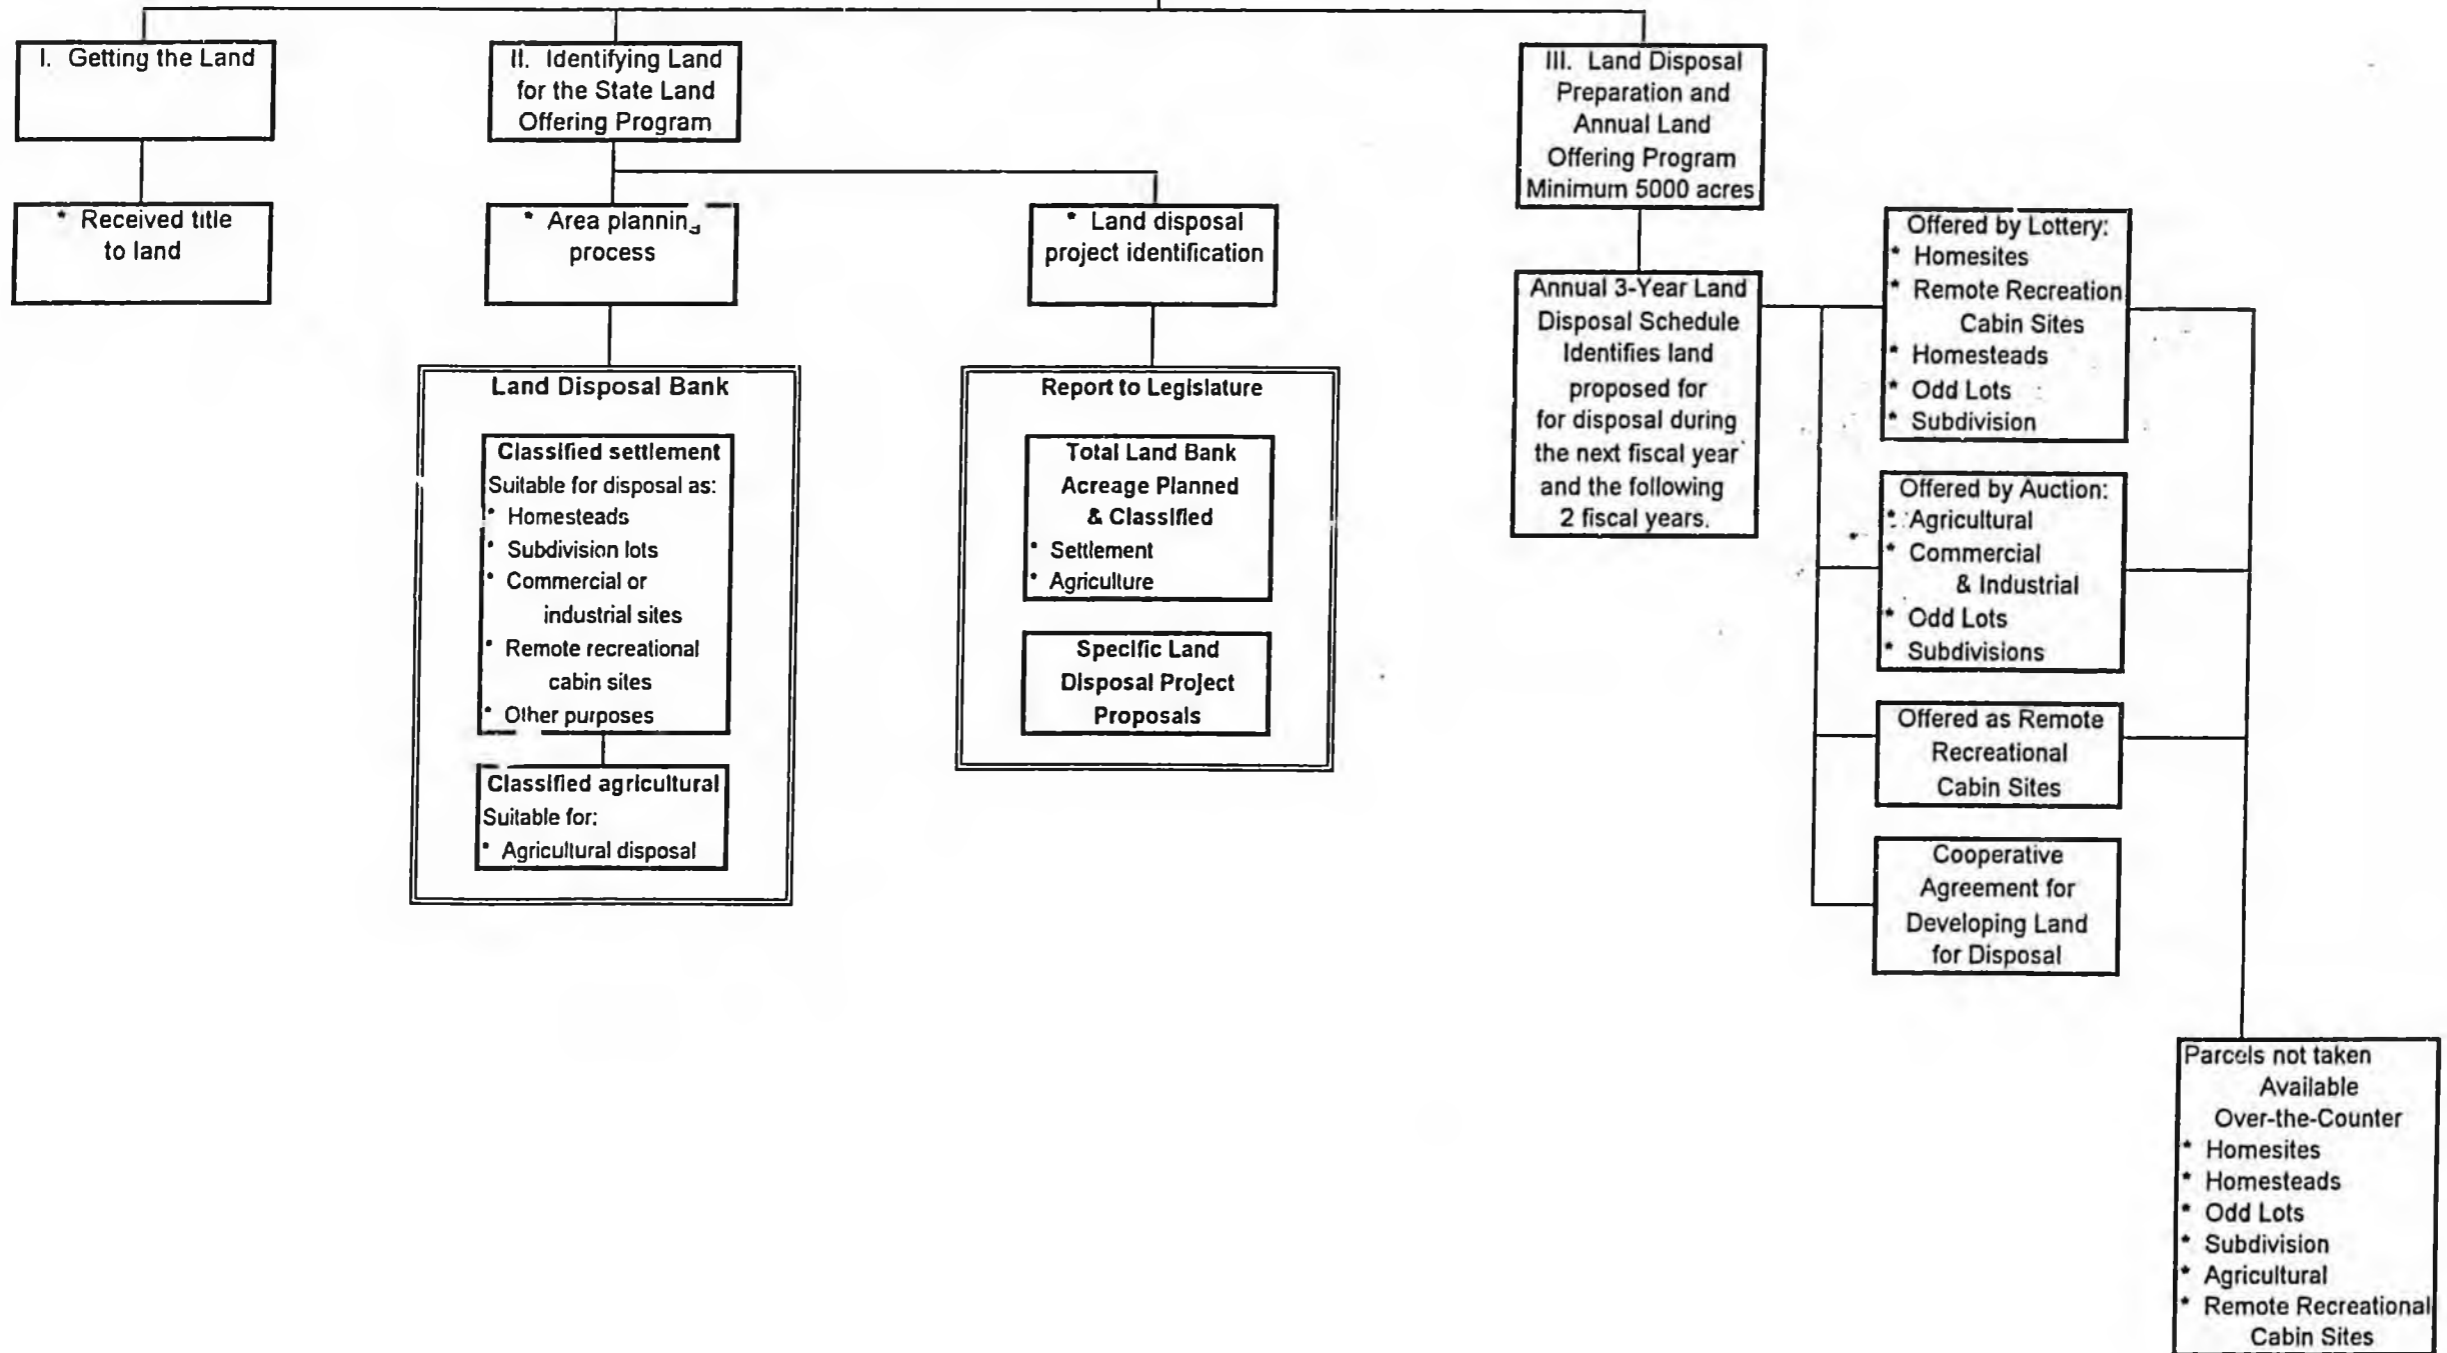 I. Getting the Land
* Received title
to land
II. Identifying Land
for the State Land
Offering Program
* Area planning
process
Land Disposal Bank
Classified settlement
Suitable for disposal as:
* Homesteads
* Subdivision lots
* Commercial or
industrial sites
* Remote recreational
cabin sites
* Other purposes
Classified agricultural
Suitable for:
* Agricultural disposal
* Land disposal
project identification
Report to Legislature
Total Land Bank
Acreage Planned
& Classified
* Settlement
* Agriculture
Specific Land
Disposal Project
Proposals
III. Land Disposal
Preparation and
Annual Land
Offering Program
Minimum 5000 acres
Annual 3-Year Land
Disposal Schedule
Identifies land
proposed for
for disposal during
the next fiscal year
and the following
2 fiscal years.
Offered by Lottery:
* Homesites
* Remote Recreation
Cabin Sites
* Homesteads
* Odd Lots
* Subdivision
Offered by Auction:
* Agricultural
* Commercial
& Industrial
* Odd Lots
* Subdivisions
Offered as Remote
Recreational
Cabin Sites
Cooperative
Agreement for
Developing Land
for Disposal
Parcels not taken
Available
Over-the-Counter
* Homesites
* Homesteads
* Odd Lots
* Subdivision
* Agricultural
* Remote Recreational
Cabin Sites